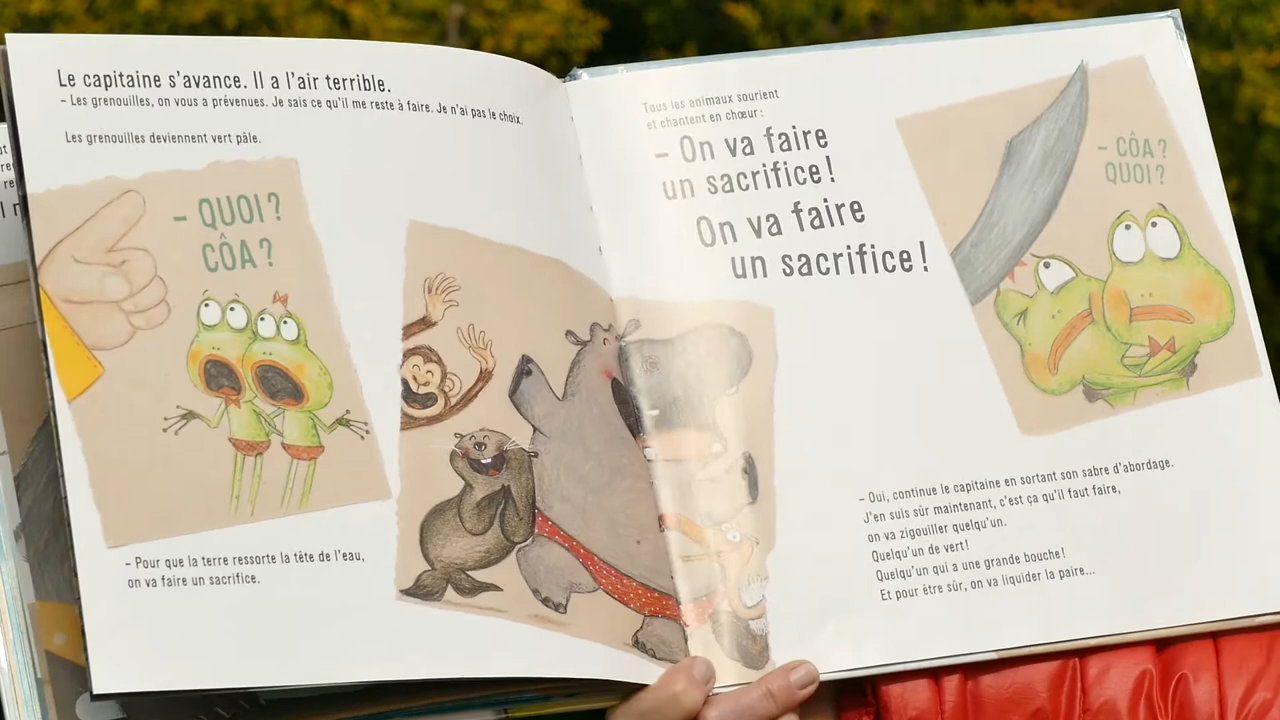 Le capitaine s'avance. Il a l'air terrible.
– Les grenouilles, on vous a prévenues. Je sais ce qu'il me reste à faire. Je n'ai pas le choix.
Les grenouilles deviennent vert pâle.
– QUOI ?
CÔA ?
– Pour que la terre ressorte la tête de l'eau,
on va faire un sacrifice.
Tous les animaux sourient
et chantent en chœur :
– On va faire
un sacrifice !
On va faire
un sacrifice !
– CÔA ?
QUOI ?
– Oui, continue le capitaine en sortant son sabre d'abordage.
J'en suis sûr maintenant, c'est ça qu'il faut faire,
on va zigouiller quelqu'un.
Quelqu'un de vert !
Quelqu'un qui a une grande bouche !
Et pour être sûr, on va liquider la paire...